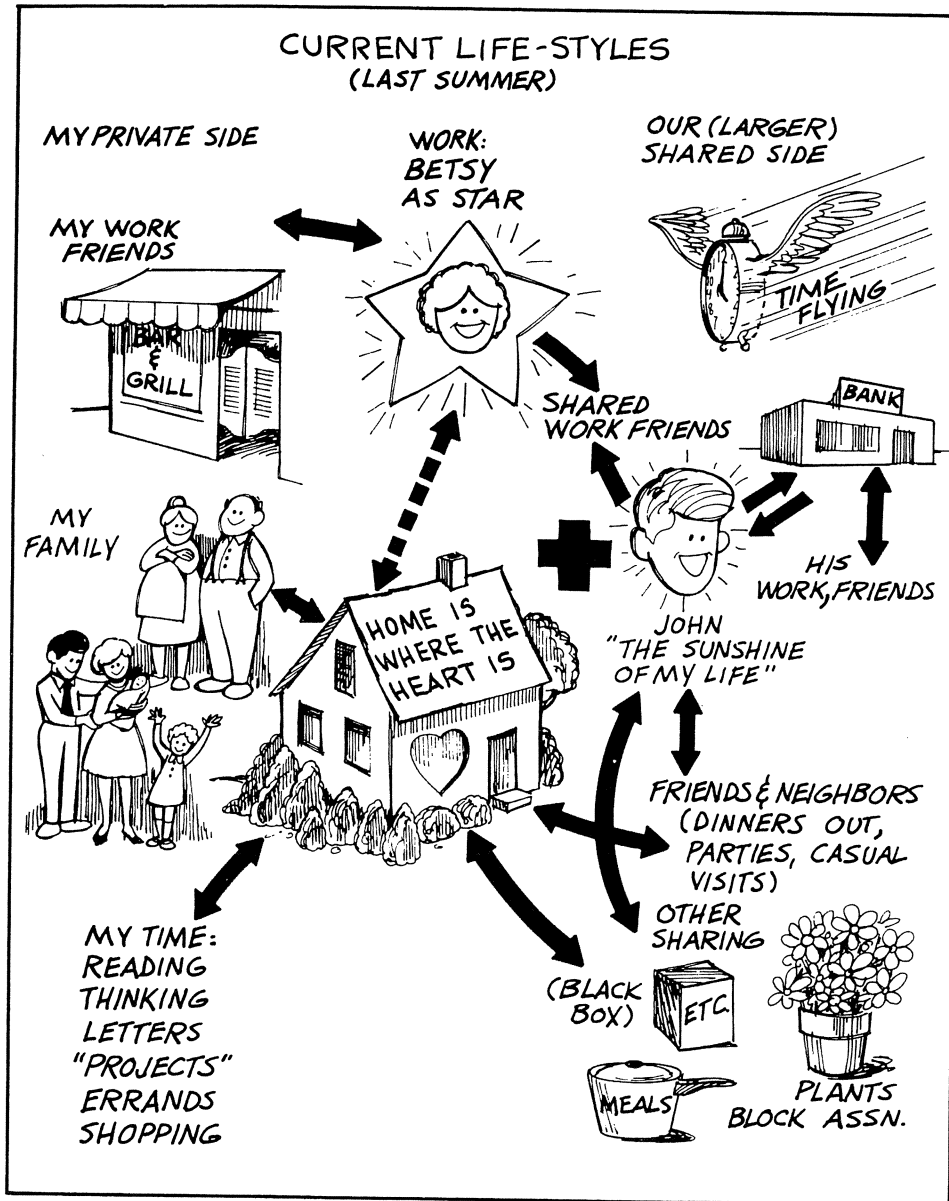 CURRENT LIFE-STYLES
(LAST SUMMER)
MY PRIVATE SIDE
WORK:
BETSY
AS STAR
OUR (LARGER)
SHARED SIDE
MY WORK
FRIENDS
BAR
&
GRILL
TIME
FLYING
SHARED
WORK FRIENDS
BANK
MY
FAMILY
HIS
WORK, FRIENDS
HOME IS
WHERE THE
HEART IS
JOHN
"THE SUNSHINE
OF MY LIFE"
FRIENDS & NEIGHBORS
(DINNERS OUT,
PARTIES, CASUAL
VISITS)
MY TIME:
READING
THINKING
LETTERS
"PROJECTS"
ERRANDS
SHOPPING
OTHER
SHARING
(BLACK
BOX)
ETC.
MEALS
PLANTS
BLOCK ASSN.